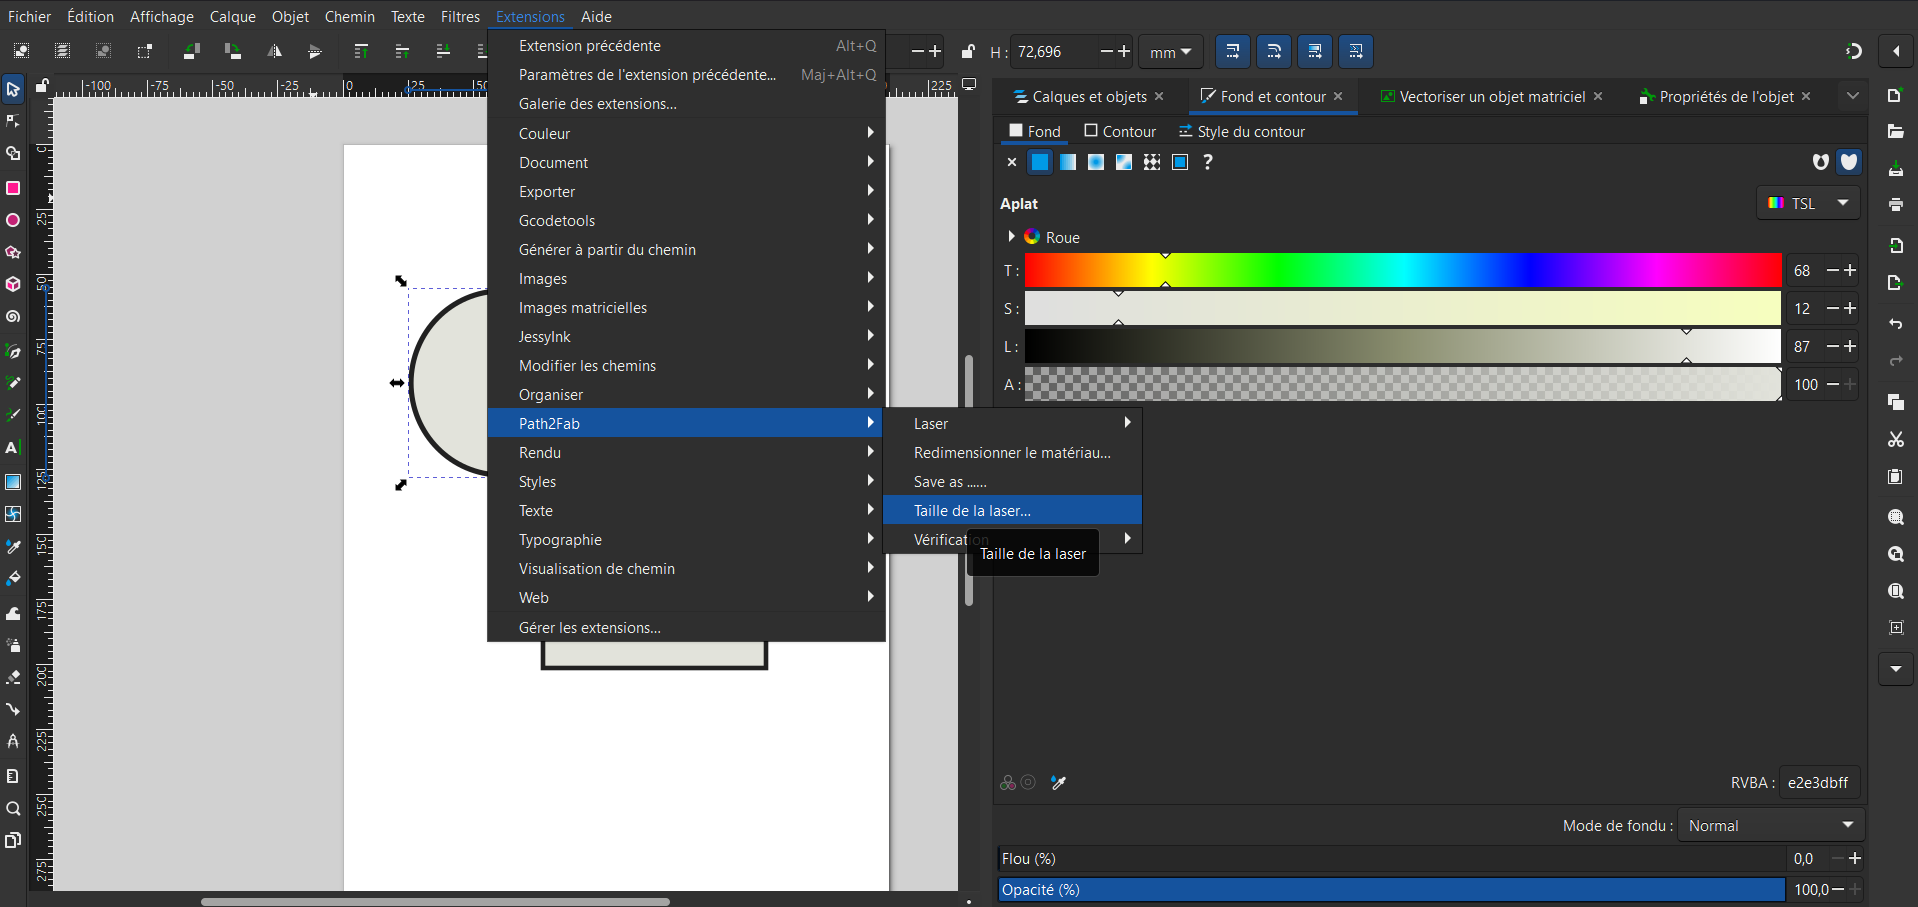 Fichier Édition Affichage Calque Objet Chemin Texte Filtres Extensions Aide
H : 72,696 mm
Extension précédente Alt+Q
Paramètres de l'extension précédente... Maj+Alt+Q
Galerie des extensions...
Couleur
Document
Exporter
Gcodetools
Générer à partir du chemin
Images
Images matricielles
JessyInk
Modifier les chemins
Organiser
Path2Fab
Rendu
Styles
Texte
Typographie
Visualisation de chemin
Web
Gérer les extensions...
Laser
Redimensionner le matériau...
Save as ......
Taille de la laser...
Vérification
Taille de la laser
-100 -75 -50 -25 0 25 50 225
0
25
50
75
100
125
150
175
200
225
250
275
Calques et objets Fond et contour Vectoriser un objet matriciel Propriétés de l'objet
Fond Contour Style du contour
?
Aplat TSL
Roue
T : 68
S : 12
L : 87
A : 100
RVBA : e2e3dbff
Mode de fondu : Normal
Flou (%) 0,0
Opacité (%) 100,0